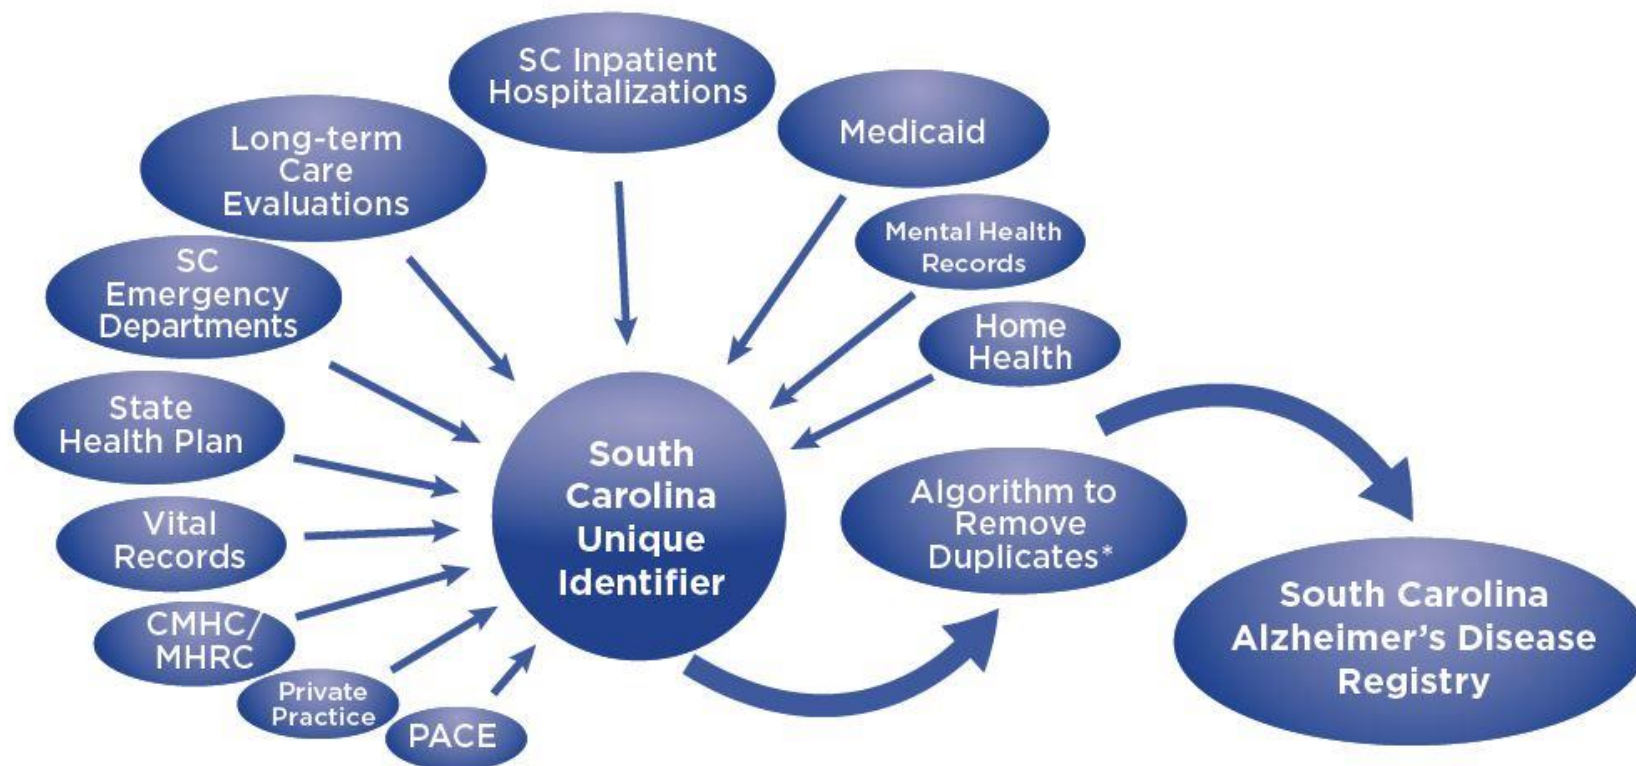 SC Inpatient
Hospitalizations
Medicaid
Long-term
Care
Evaluations
Mental Health
Records
SC
Emergency
Departments
Home
Health
State
Health Plan
South
Carolina
Unique
Identifier
Algorithm to
Remove
Duplicates*
Vital
Records
South Carolina
Alzheimer’s Disease
Registry
CMHC/
MHRC
Private
Practice
PACE